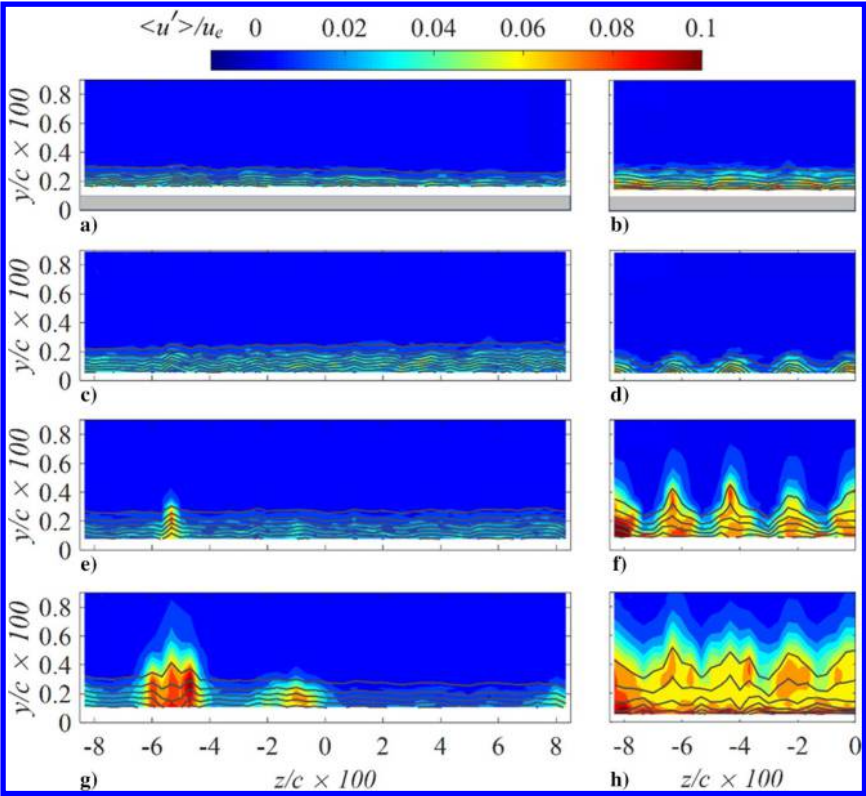 <u'>/u_e 0 0.02 0.04 0.06 0.08 0.1
y/c × 100 0.8 0.6 0.4 0.2 0
a) b)
y/c × 100 0.8 0.6 0.4 0.2 0
c) d)
y/c × 100 0.8 0.6 0.4 0.2 0
e) f)
y/c × 100 0.8 0.6 0.4 0.2 0
-8 -6 -4 -2 0 2 4 6 8 -8 -6 -4 -2 0
g) z/c × 100 h) z/c × 100